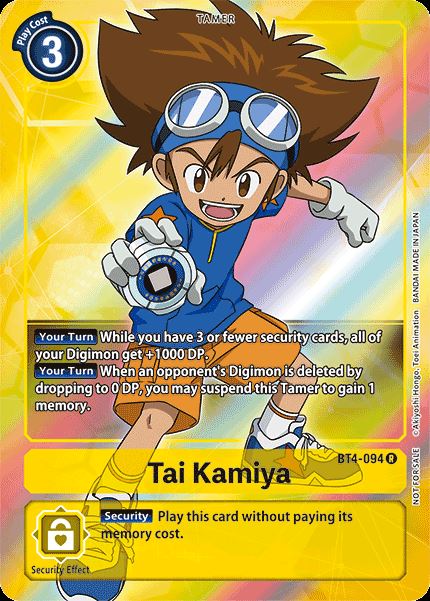 TAMER
Play Cost
3
Your Turn While you have 3 or fewer security cards, all of
your Digimon get +1000 DP.
Your Turn When an opponent's Digimon is deleted by
dropping to 0 DP, you may suspend this Tamer to gain 1
memory.
BT4-094 R
Tai Kamiya
Security Play this card without paying its
memory cost.
Security Effect
NOT FOR SALE ©Akiyoshi Hongo, Toei Animation BANDAI MADE IN JAPAN